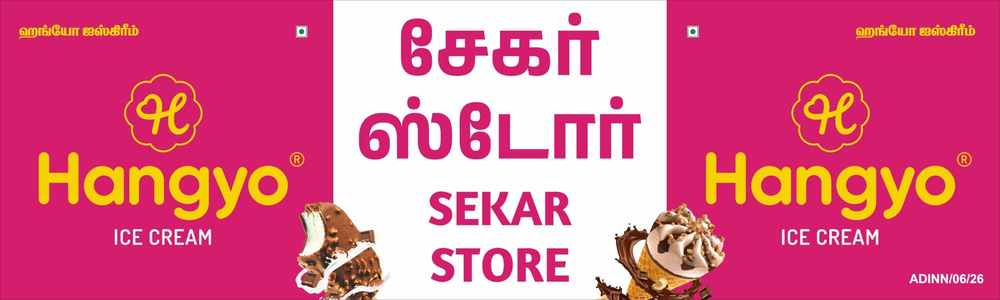 ஹங்யோ ஐஸ்கிரீம்
H
Hangyo®
ICE CREAM
சேகர்
ஸ்டோர்
SEKAR
STORE
ஹங்யோ ஐஸ்கிரீம்
H
Hangyo®
ICE CREAM
ADINN/06/26